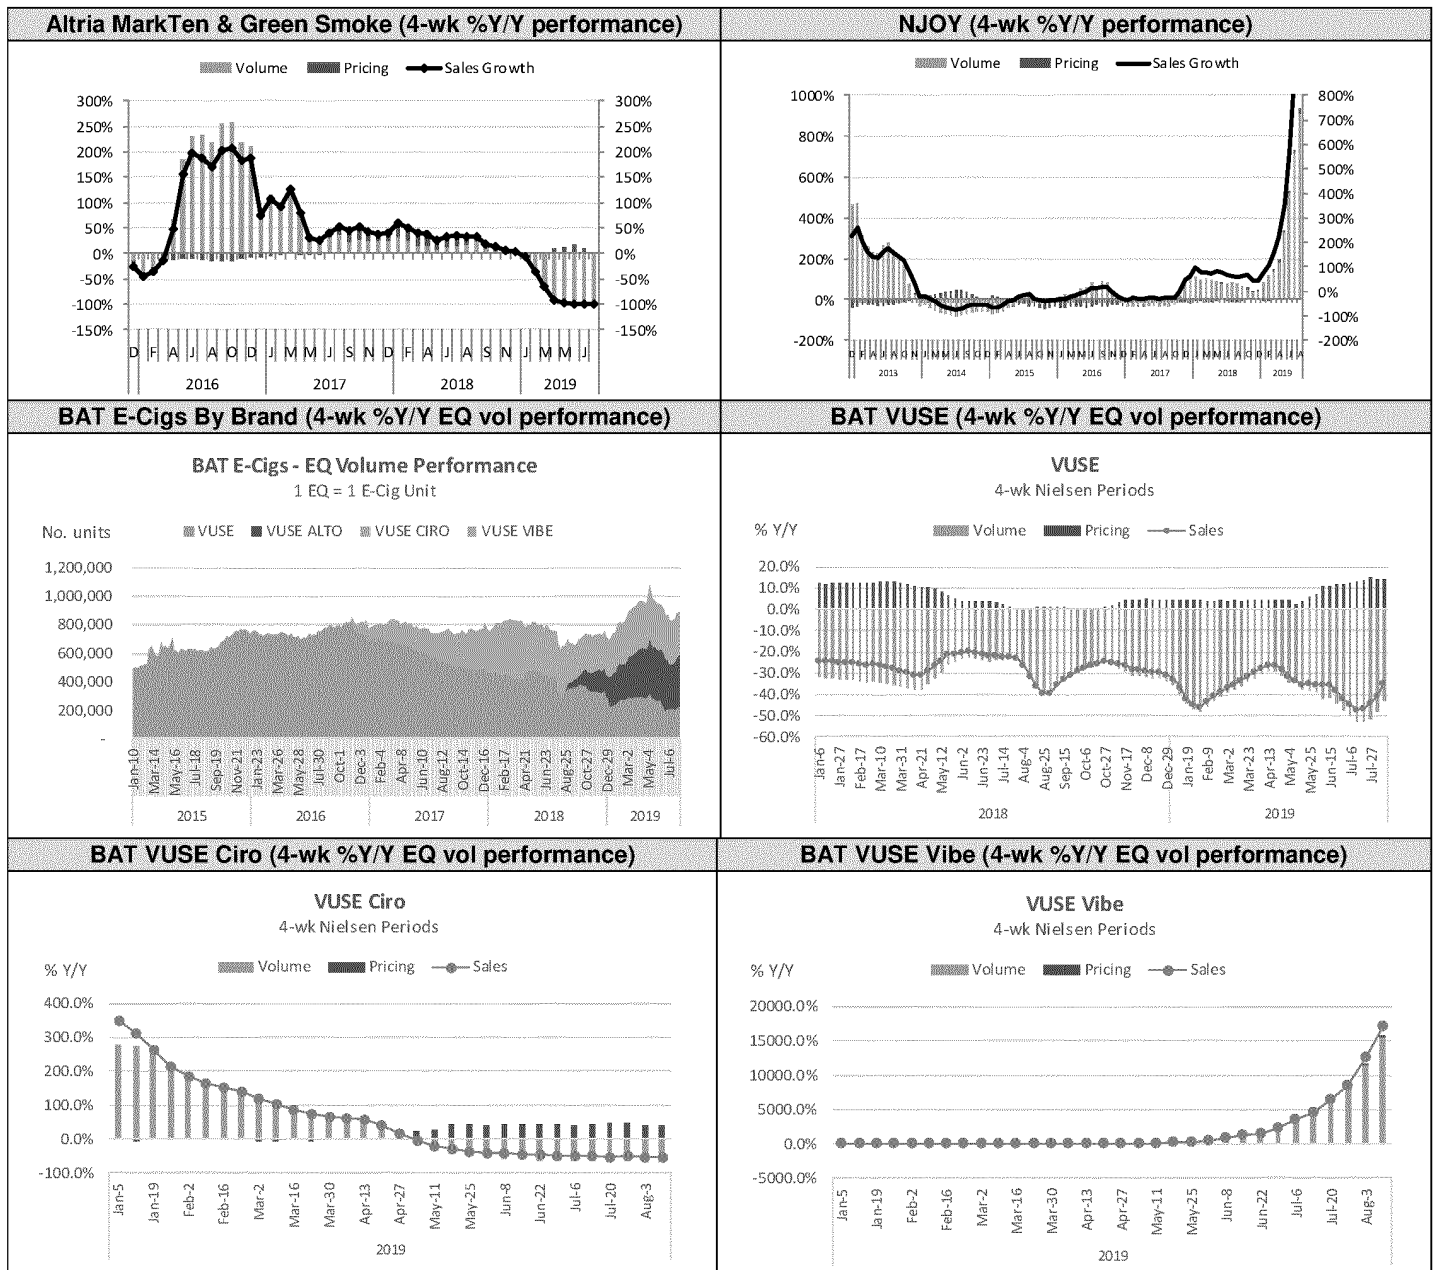 Altria MarkTen & Green Smoke (4-wk %Y/Y performance)
Volume Pricing Sales Growth
300% 300%
250% 250%
200% 200%
150% 150%
100% 100%
50% 50%
0% 0%
-50% -50%
-100% -100%
-150% -150%
D F A J A O D J M M J S N J M M J S N J M M J
2016 2017 2018 2019
NJOY (4-wk %Y/Y performance)
Volume Pricing Sales Growth
1000% 800%
700%
800% 600%
500%
600% 400%
400% 300%
200%
200% 100%
0% 0%
-100%
-200% -200%
2013 2014 2015 2016 2017 2018 2019
BAT E-Cigs By Brand (4-wk %Y/Y EQ vol performance)
BAT E-Cigs - EQ Volume Performance
1 EQ = 1 E-Cig Unit
No. units
VUSE VUSE ALTO VUSE CIRO VUSE VIBE
1,200,000
1,000,000
800,000
600,000
400,000
200,000
-
Jan-10 Mar-14 May-16 Jul-18 Sep-19 Nov-21 Jan-23 Mar-26 May-28 Jul-30 Oct-1 Dec-3 Feb-4 Apr-8 Jun-10 Aug-12 Oct-14 Dec-16 Feb-17 Apr-21 Jun-23 Aug-25 Oct-27 Dec-29 Mar-2 May-4 Jul-6
2015 2016 2017 2018 2019
BAT VUSE (4-wk %Y/Y EQ vol performance)
VUSE
4-wk Nielsen Periods
% Y/Y
Volume Pricing Sales
20.0%
10.0%
0.0%
-10.0%
-20.0%
-30.0%
-40.0%
-50.0%
-60.0%
Jan-6 Jan-27 Feb-17 Mar-10 Mar-31 Apr-21 May-12 Jun-2 Jun-23 Jul-14 Aug-4 Aug-25 Sep-15 Oct-6 Oct-27 Nov-17 Dec-8 Dec-29 Jan-19 Feb-9 Mar-2 Mar-23 Apr-13 May-4 May-25 Jun-15 Jul-6 Jul-27
2018 2019
BAT VUSE Ciro (4-wk %Y/Y EQ vol performance)
VUSE Ciro
4-wk Nielsen Periods
% Y/Y
Volume Pricing Sales
400.0%
300.0%
200.0%
100.0%
0.0%
-100.0%
Jan-5 Jan-19 Feb-2 Feb-16 Mar-2 Mar-16 Mar-30 Apr-13 Apr-27 May-11 May-25 Jun-8 Jun-22 Jul-6 Jul-20 Aug-3
2019
BAT VUSE Vibe (4-wk %Y/Y EQ vol performance)
VUSE Vibe
4-wk Nielsen Periods
% Y/Y
Volume Pricing Sales
20000.0%
15000.0%
10000.0%
5000.0%
0.0%
-5000.0%
Jan-5 Jan-19 Feb-2 Feb-16 Mar-2 Mar-16 Mar-30 Apr-13 Apr-27 May-11 May-25 Jun-8 Jun-22 Jul-6 Jul-20 Aug-3
2019